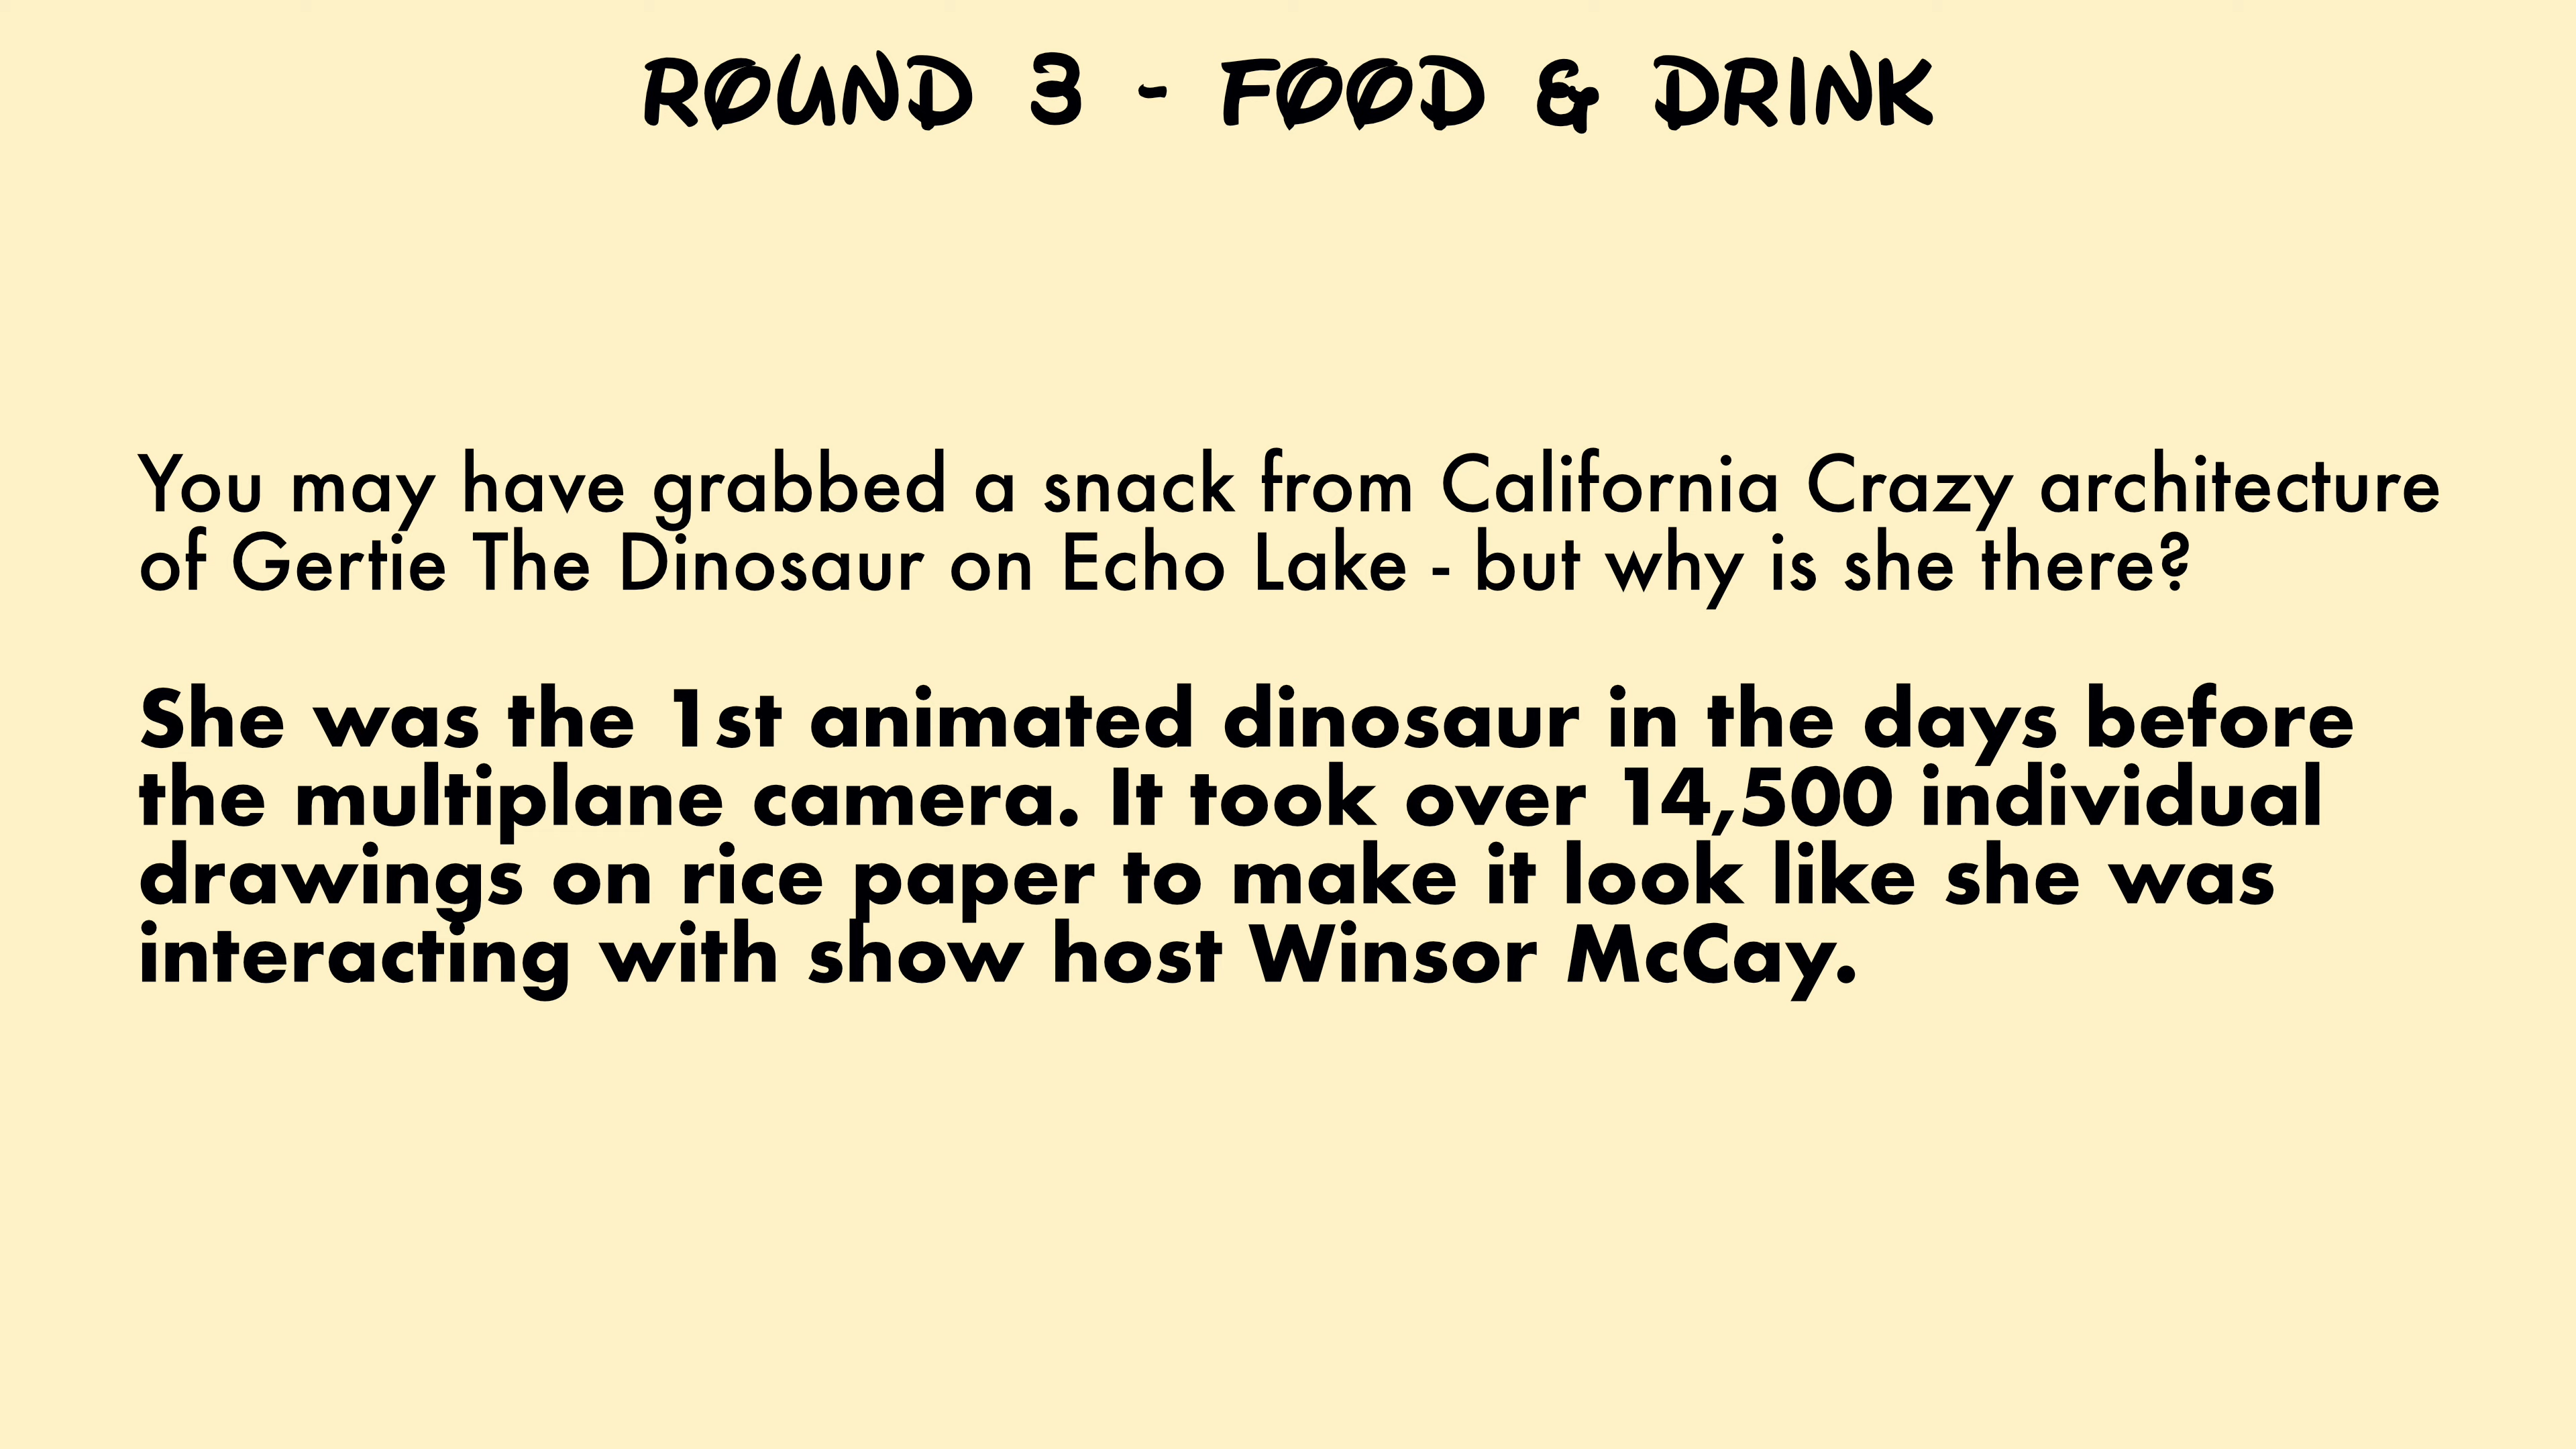 ROUND 3 - FOOD & DRINK
You may have grabbed a snack from California Crazy architecture
of Gertie The Dinosaur on Echo Lake - but why is she there?
She was the 1st animated dinosaur in the days before
the multiplane camera. It took over 14,500 individual
drawings on rice paper to make it look like she was
interacting with show host Winsor McCay.